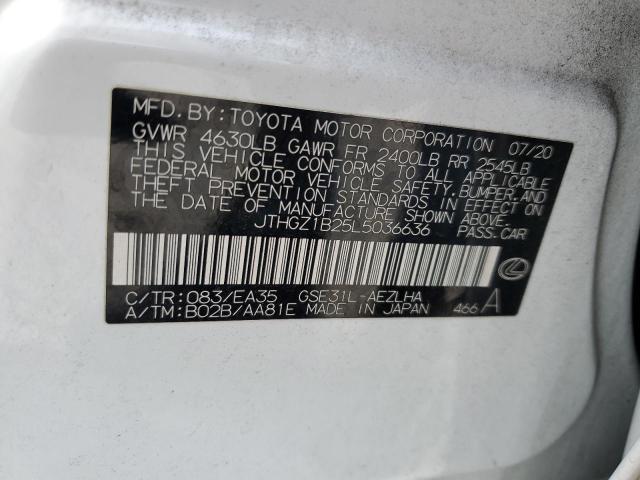 MFD. BY: TOYOTA MOTOR CORPORATION 07/20
GVWR 4630LB GAWR FR 2400LB RR 2545LB
THIS VEHICLE CONFORMS TO ALL APPLICABLE
FEDERAL MOTOR VEHICLE SAFETY, BUMPER, AND
THEFT PREVENTION STANDARDS IN EFFECT ON
THE DATE OF MANUFACTURE SHOWN ABOVE.
JTHGZ1B25L5036636 PASS.CAR
C/TR: 083/EA35 GSE31L-AEZLHA
A/TM: B02B/AA81E MADE IN JAPAN 466 A